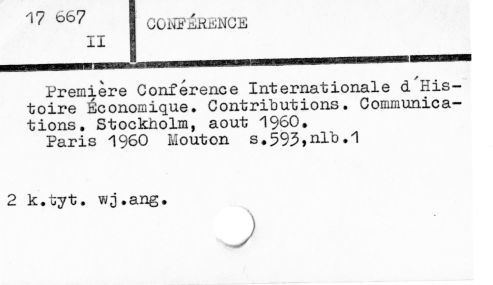 17 667
II
CONFÉRENCE
Première Conférence Internationale d'His-
toire Économique. Contributions. Communica-
tions. Stockholm, aout 1960.
Paris 1960 Mouton s.593,nlb.1
2 k.tyt. wj.ang.